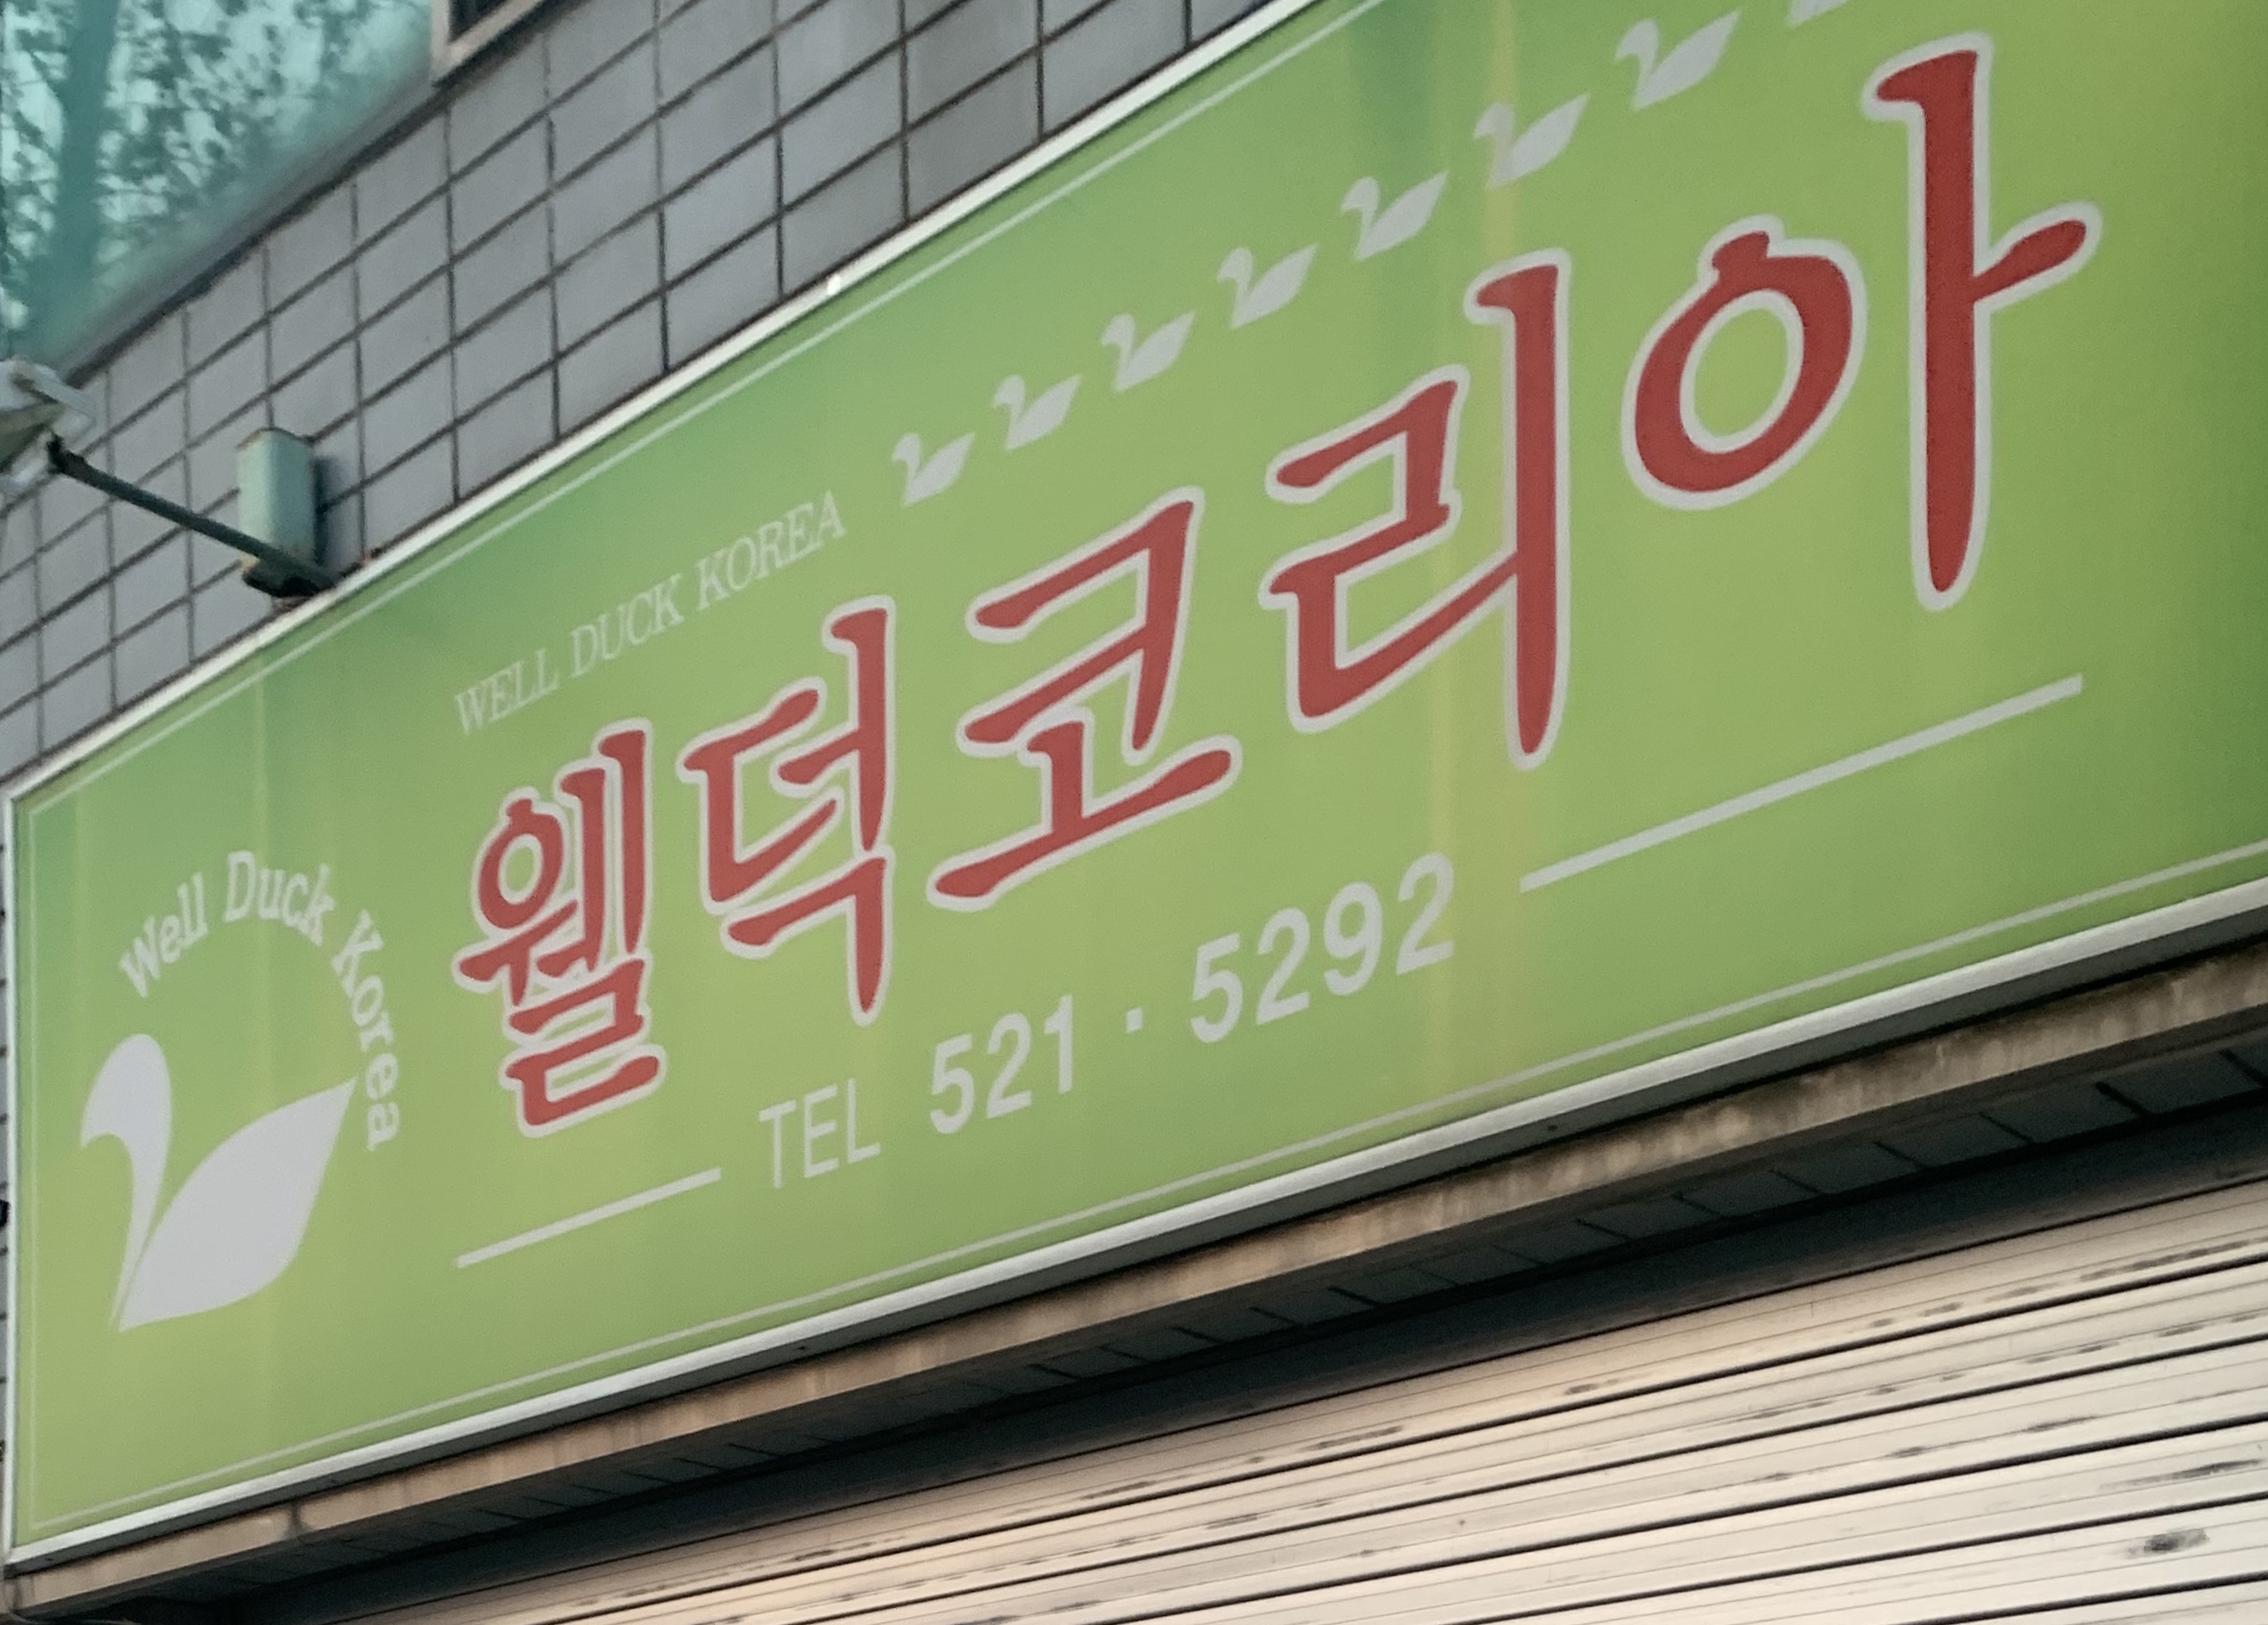 Well Duck Korea
WELL DUCK KOREA
웰덕코리아
TEL 521·5292